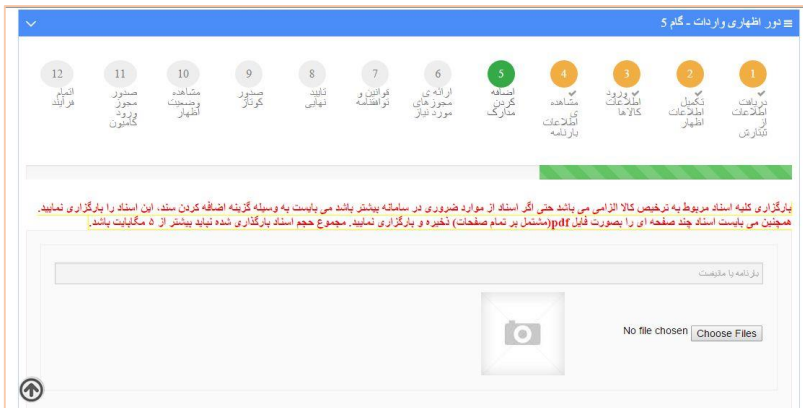 دور اظهاری واردات - گام 5
1
دریافت
اطلاعات
از
ثبتارش
2
تکمیل
اطلاعات
اظهار
3
ورود
اطلاعات
کالاها
4
مشاهده
ی
اطلاعات
بارنامه
5
اضافه
کردن
مدارک
6
ارائه ی
مجوزهای
مورد نیاز
7
قوانین و
توافقنامه
8
تایید
نهایی
9
صدور
کوتاژ
10
مشاهده
وضعیت
اظهار
11
صدور
مجوز
ورود
کامیون
12
اتمام
فرآیند
بارگزاری کلیه اسناد مربوط به ترخیص کالا الزامی می باشد حتی اگر اسناد از موارد ضروری در سامانه بیشتر باشد می بایست به وسیله گزینه اضافه کردن سند، این اسناد را بارگزاری نمایید.
همچنین می بایست اسناد چند صفحه ای را بصورت فایل pdf(مشتمل بر تمام صفحات) ذخیره و بارگزاری نمایید. مجموع حجم اسناد بارگذاری شده نباید بیشتر از ۵ مگابایت باشد.
بارنامه یا مانیفست
No file chosen Choose Files